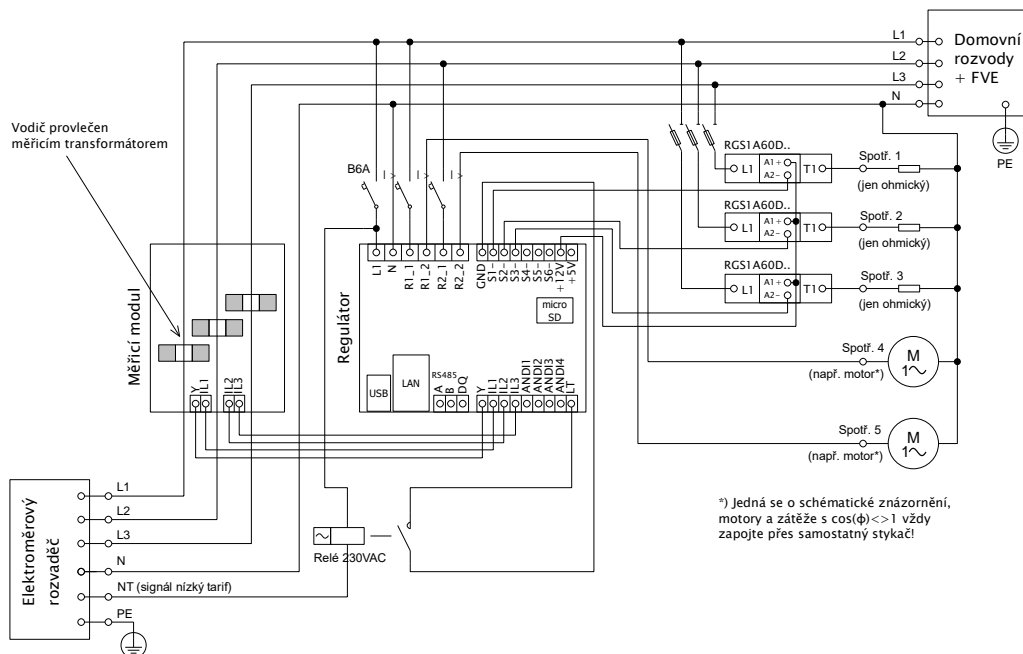 L1
L2
L3
N
Domovní
rozvody
+ FVE
PE
Vodič provlečen
měřicím transformátorem
B6A
I >
I >
I >
RGS1A60D..
L1
A1+
A2-
T1
Spotř. 1
(jen ohmický)
RGS1A60D..
L1
A1+
A2-
T1
Spotř. 2
(jen ohmický)
RGS1A60D..
L1
A1+
A2-
T1
Spotř. 3
(jen ohmický)
Měřicí modul
Y
IL1
IL2
IL3
Regulátor
L1
N
R1_1
R1_2
R2_1
R2_2
GND
S1-
S2-
S3-
S4-
S5-
S6-
+12V
+5V
micro
SD
USB
LAN
RS485
A
B
DQ
Y
IL1
IL2
IL3
ANDI1
ANDI2
ANDI3
ANDI4
LT
Spotř. 4
(např. motor*)
M
1
Spotř. 5
(např. motor*)
M
1
Elektroměrový
rozvaděč
L1
L2
L3
N
NT (signál nízký tarif)
PE
Relé 230VAC
*) Jedná se o schématické znázornění,
motory a zátěže s cos(ϕ)<>1 vždy
zapojte přes samostatný stykač!